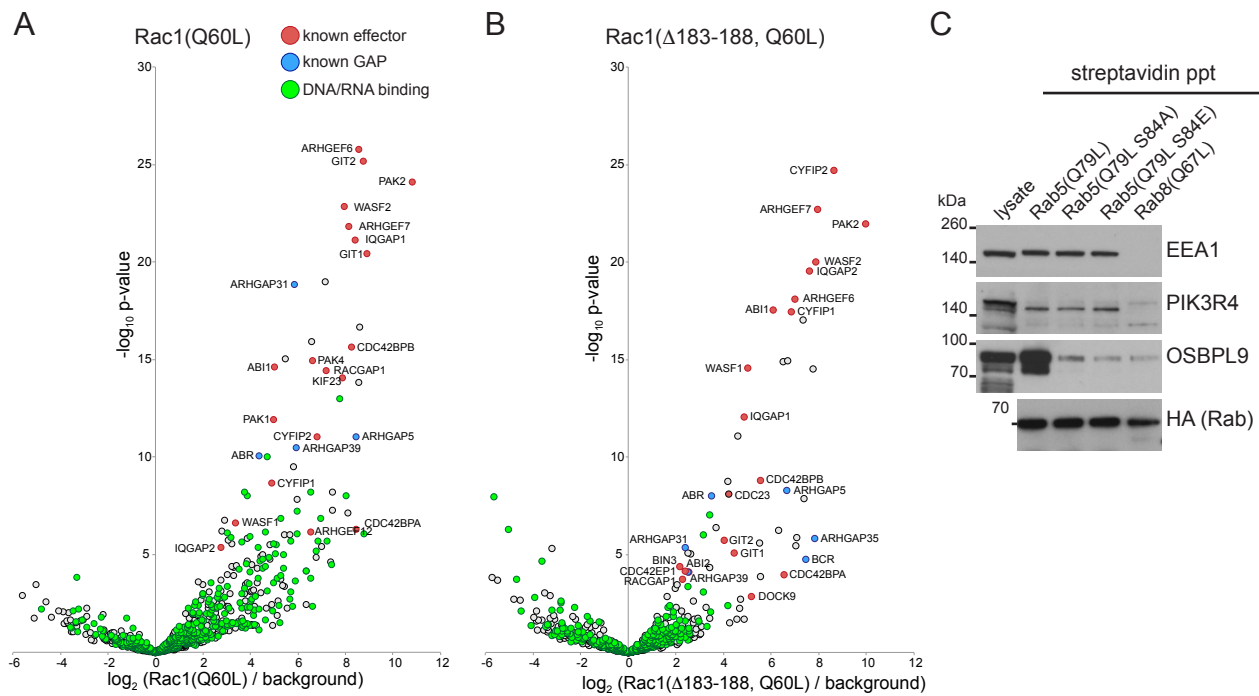 A
Rac1(Q60L)
known effector
known GAP
DNA/RNA binding
30
25
20
15
10
5
-log10 p-value
ARHGEF6
GIT2
PAK2
WASF2
ARHGEF7
IQGAP1
GIT1
ARHGAP31
CDC42BPB
PAK4
ABI1
RACGAP1
KIF23
PAK1
CYFIP2
ARHGAP5
ARHGAP39
ABR
CYFIP1
WASF1
CDC42BPA
ARHGEF12
IQGAP2
-6 -4 -2 0 2 4 6 8 10 12
log2 (Rac1(Q60L) / background)
B
Rac1(Δ183-188, Q60L)
30
25
20
15
10
5
-log10 p-value
CYFIP2
ARHGEF7
PAK2
WASF2
IQGAP2
ARHGEF6
ABI1
CYFIP1
WASF1
IQGAP1
CDC42BPB
ARHGAP5
ABR
CDC23
GIT2
ARHGAP35
ARHGAP31
GIT1
BCR
BIN3
ABI2
CDC42EP1
CDC42BPA
RACGAP1
ARHGAP39
DOCK9
-6 -4 -2 0 2 4 6 8 10 12
log2 (Rac1(Δ183-188, Q60L) / background)
C
streptavidin ppt
lysate
Rab5(Q79L)
Rab5(Q79L S84A)
Rab5(Q79L S84E)
Rab8(Q67L)
kDa
260
140
EEA1
140
PIK3R4
100
70
OSBPL9
70
HA (Rab)